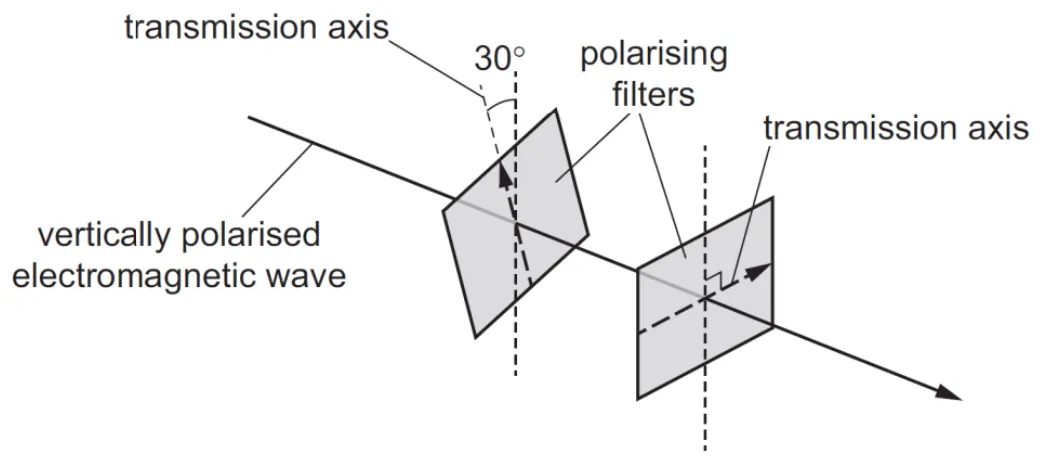 transmission axis
30°
polarising
filters
transmission axis
vertically polarised
electromagnetic wave